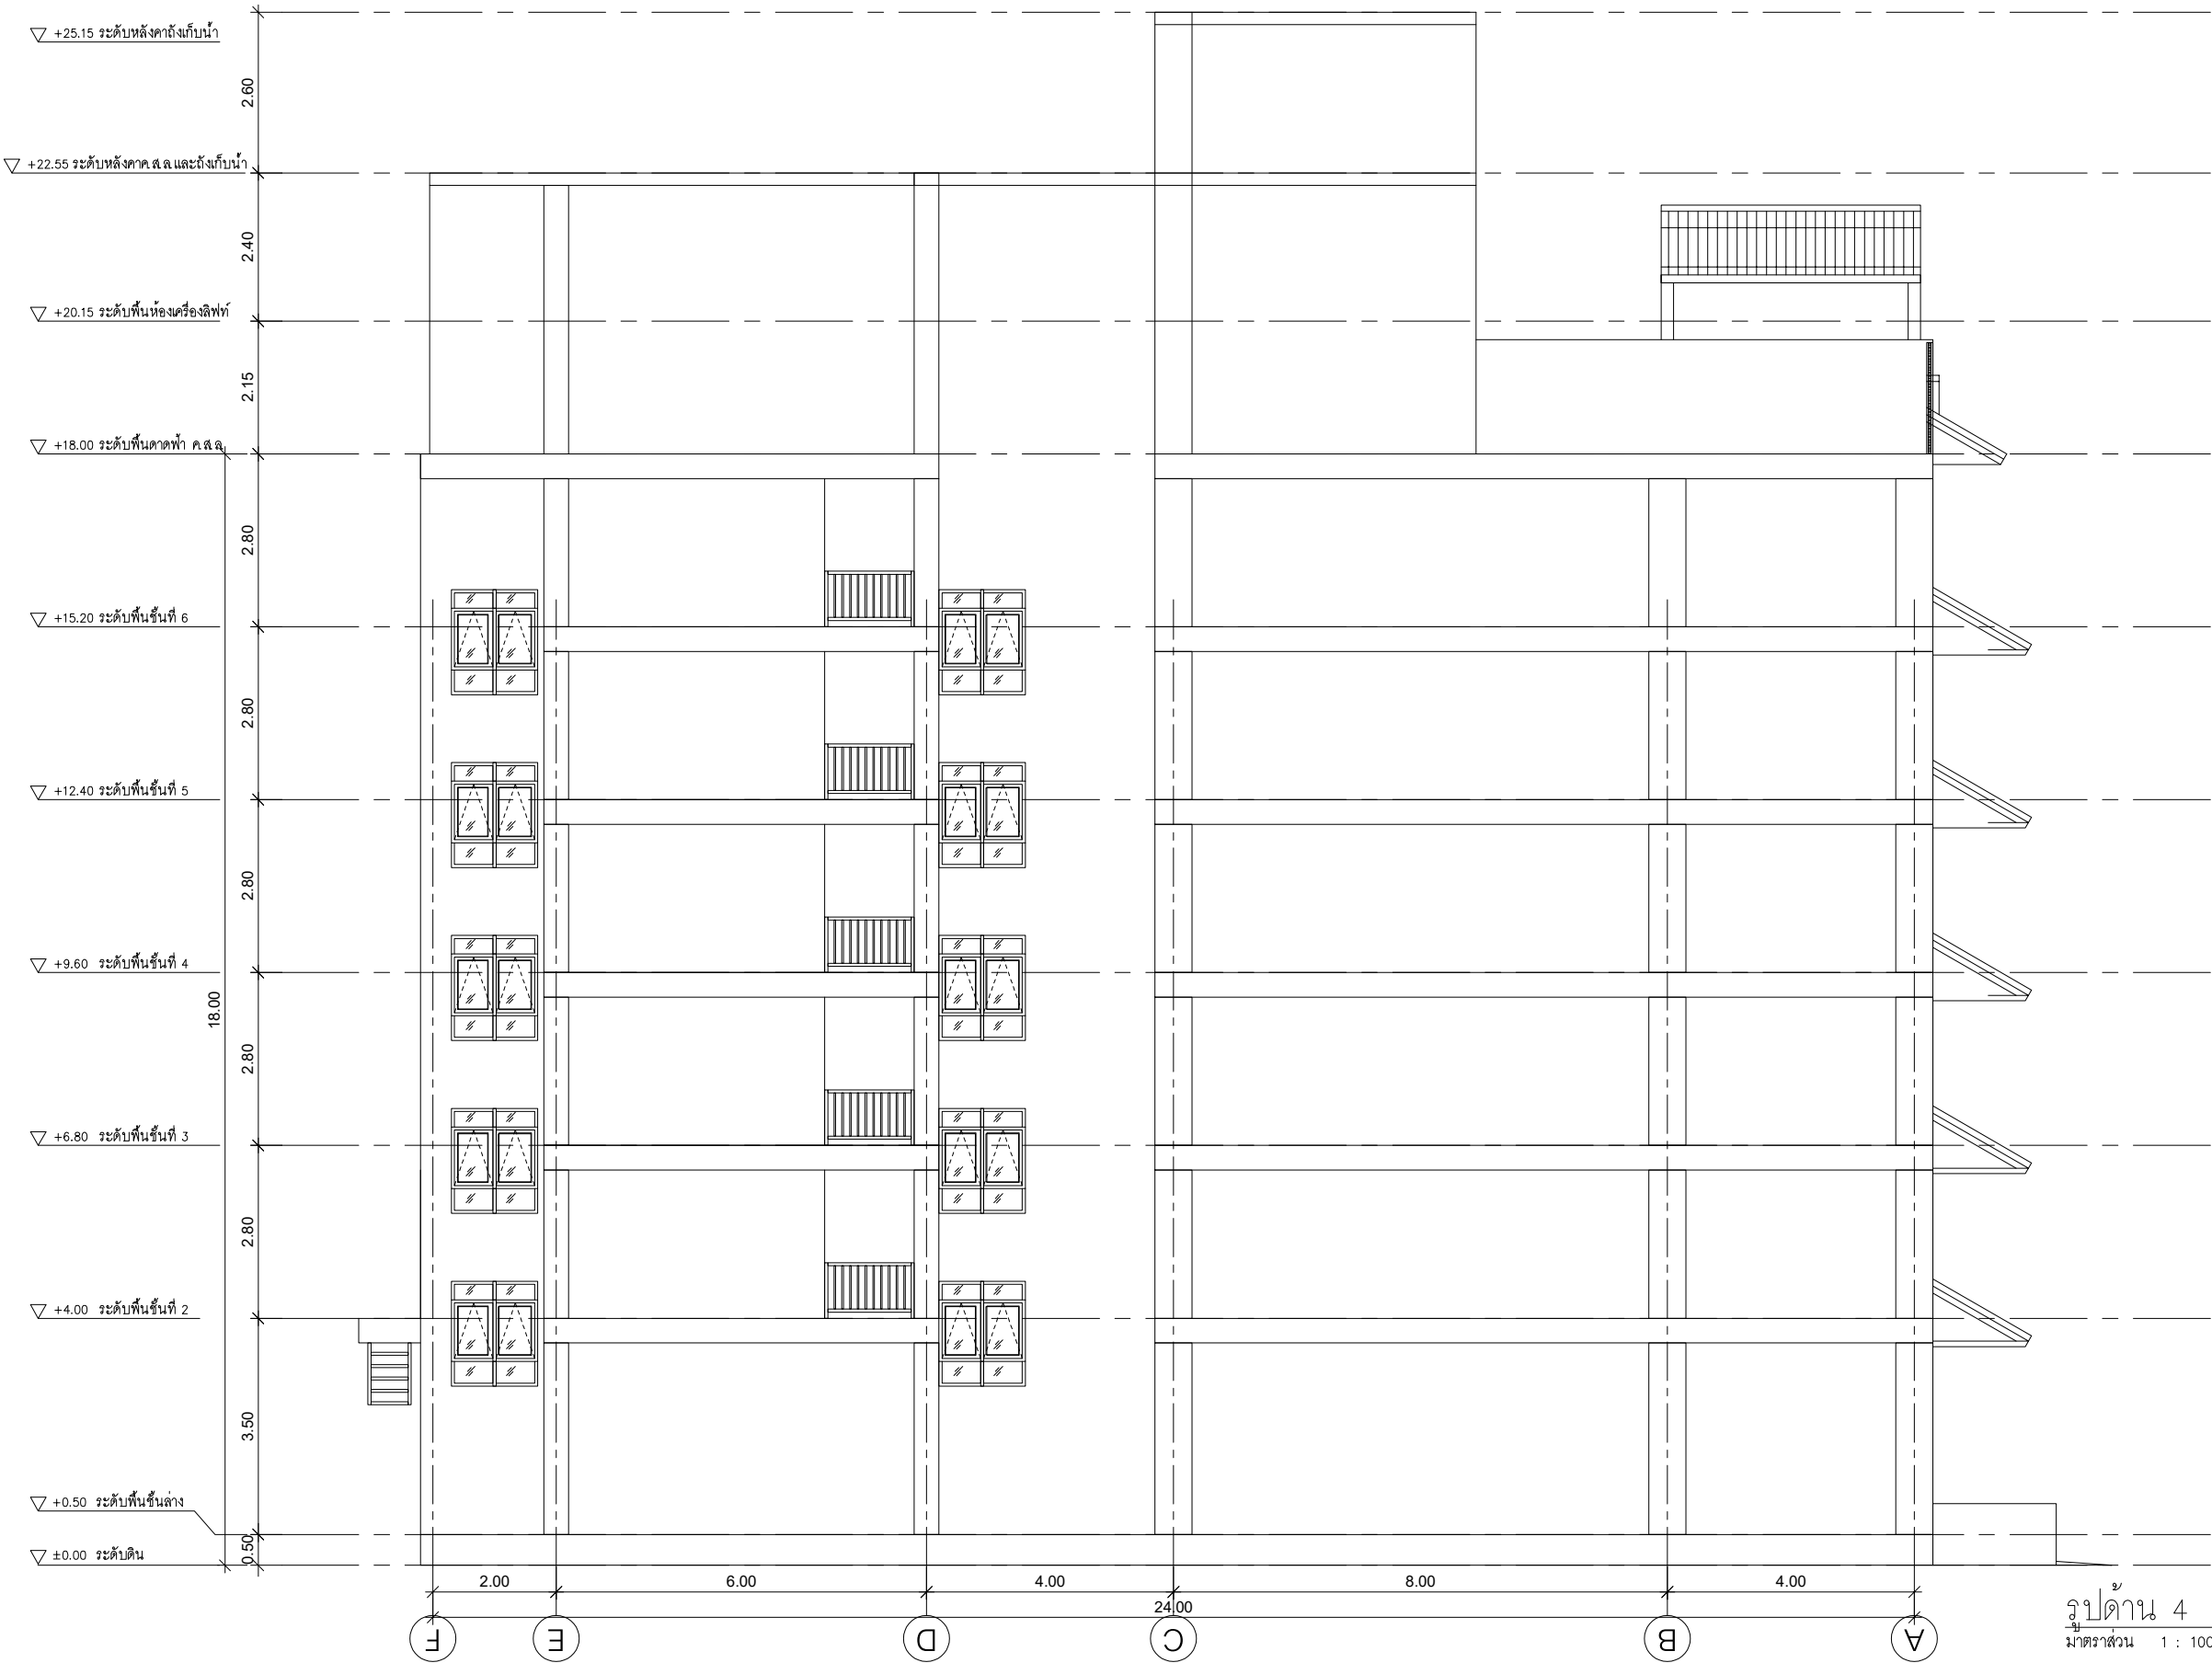 +25.15 ระดับหลังคาถังเก็บน้ำ
2.60
+22.55 ระดับหลังคาค.ส.ล.และถังเก็บน้ำ
2.40
+20.15 ระดับพื้นห้องเครื่องลิฟท์
2.15
+18.00 ระดับพื้นดาดฟ้า ค.ส.ล.
2.80
+15.20 ระดับพื้นชั้นที่ 6
2.80
+12.40 ระดับพื้นชั้นที่ 5
2.80
+9.60 ระดับพื้นชั้นที่ 4
18.00
2.80
+6.80 ระดับพื้นชั้นที่ 3
2.80
+4.00 ระดับพื้นชั้นที่ 2
3.50
+0.50 ระดับพื้นชั้นล่าง
0.50
±0.00 ระดับดิน
2.00 6.00 4.00 8.00 4.00
24.00
F E D C B A
รูปด้าน 4
มาตราส่วน 1 : 100